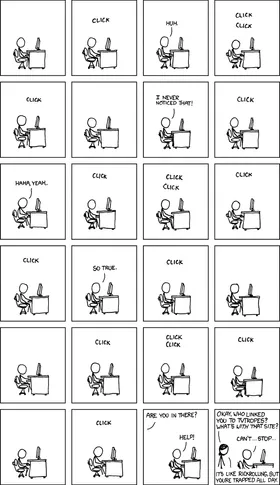 CLICK
HUH.
CLICK
CLICK
CLICK
I NEVER
NOTICED THAT!
CLICK
HAHA, YEAH..
CLICK
CLICK
CLICK
CLICK
CLICK
SO TRUE.
CLICK
CLICK
CLICK
CLICK
CLICK
CLICK
CLICK
ARE YOU IN THERE?
HELP!
OKAY, WHO LINKED
YOU TO TVTROPES?
WHAT'S WITH THAT SITE?
CAN'T...STOP...
IT'S LIKE RICKROLLING, BUT
YOU'RE TRAPPED ALL DAY